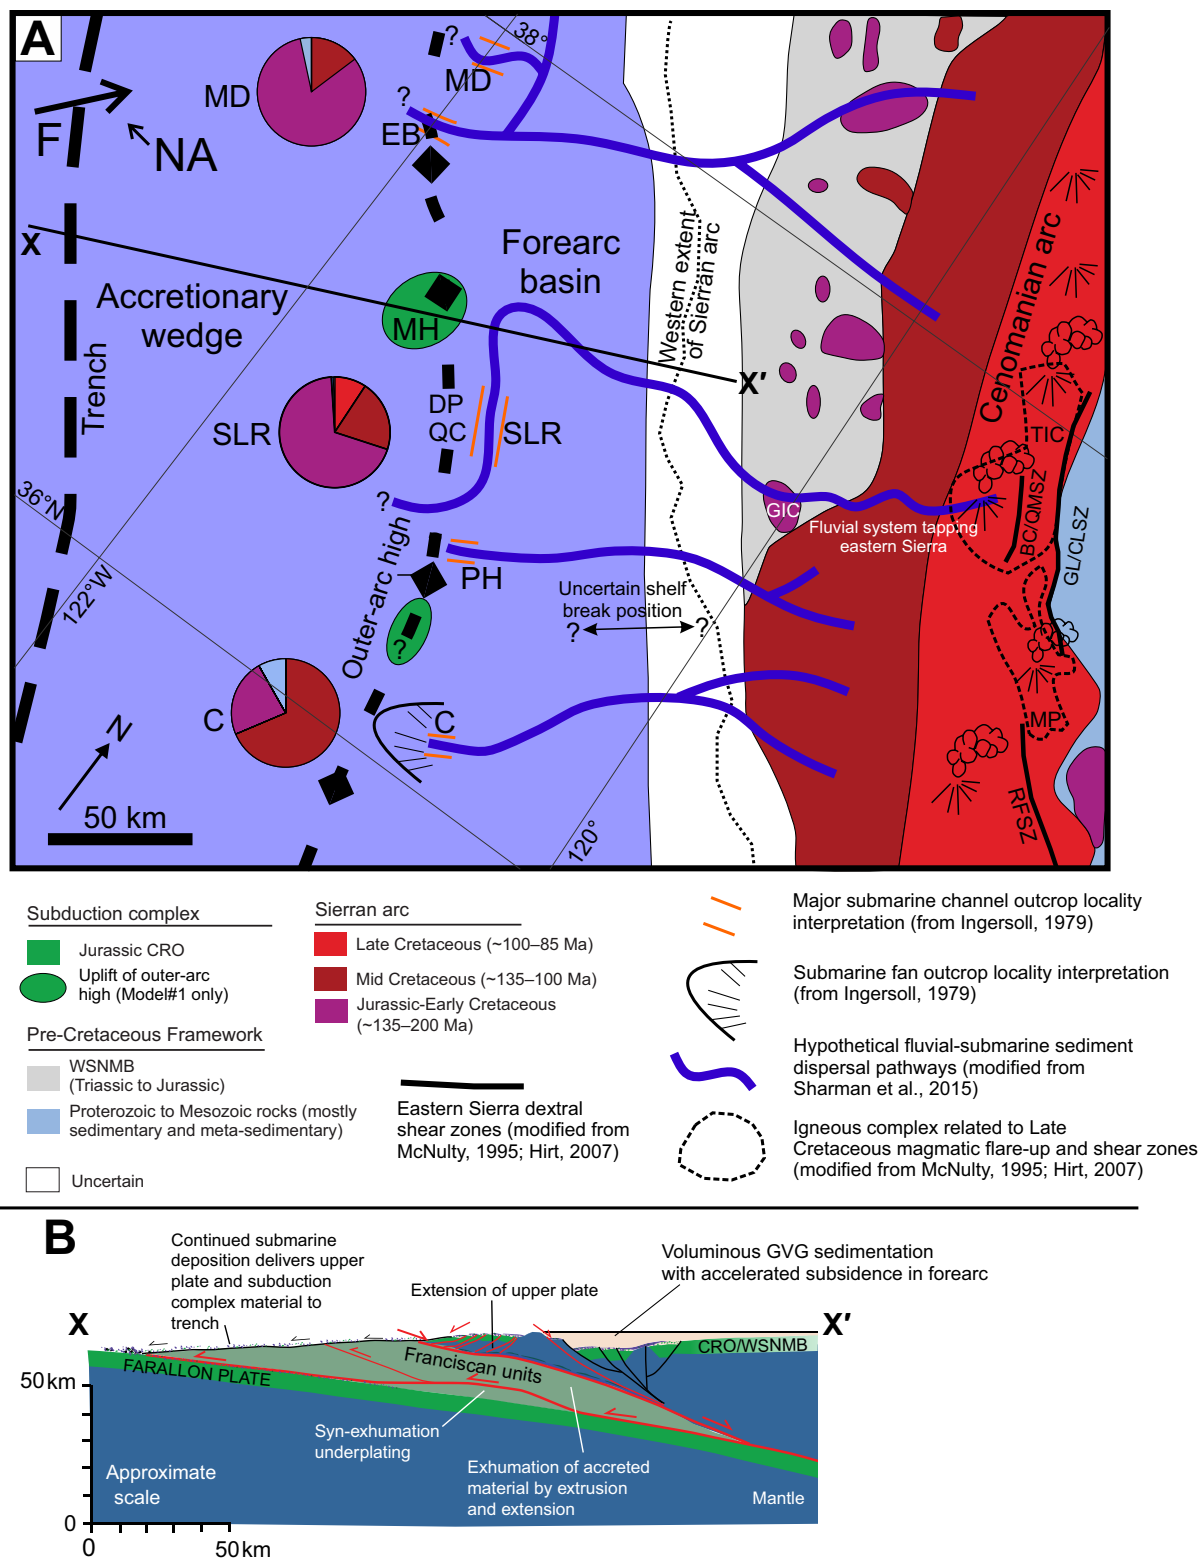 A
38°
?
MD
MD
?
EB
F
NA
X
Forearc
basin
Accretionary
wedge
Western extent
of Sierran arc
Cenomanian arc
MH
X′
Trench
DP
QC
SLR
SLR
TIC
GIC
Fluvial system tapping
eastern Sierra
BC/QMSZ
GL/CLSZ
36°N
?
122°W
Outer-arc high
PH
Uncertain shelf
break position
?
?
?
C
C
MP
N
RFSZ
50 km
120°
Subduction complex
Jurassic CRO
Uplift of outer-arc
high (Model#1 only)
Pre-Cretaceous Framework
WSNMB
(Triassic to Jurassic)
Proterozoic to Mesozoic rocks (mostly
sedimentary and meta-sedimentary)
Uncertain
Sierran arc
Late Cretaceous (~100–85 Ma)
Mid Cretaceous (~135–100 Ma)
Jurassic-Early Cretaceous
(~135–200 Ma)
Eastern Sierra dextral
shear zones (modified from
McNulty, 1995; Hirt, 2007)
Major submarine channel outcrop locality
interpretation (from Ingersoll, 1979)
Submarine fan outcrop locality interpretation
(from Ingersoll, 1979)
Hypothetical fluvial-submarine sediment
dispersal pathways (modified from
Sharman et al., 2015)
Igneous complex related to Late
Cretaceous magmatic flare-up and shear zones
(modified from McNulty, 1995; Hirt, 2007)
B
Continued submarine
deposition delivers upper
plate and subduction
complex material to
trench
Voluminous GVG sedimentation
with accelerated subsidence in forearc
Extension of upper plate
X
X′
CRO/WSNMB
Franciscan units
FARALLON PLATE
50 km
Syn-exhumation
underplating
Exhumation of accreted
material by extrusion
and extension
Approximate
scale
Mantle
0
0
50 km